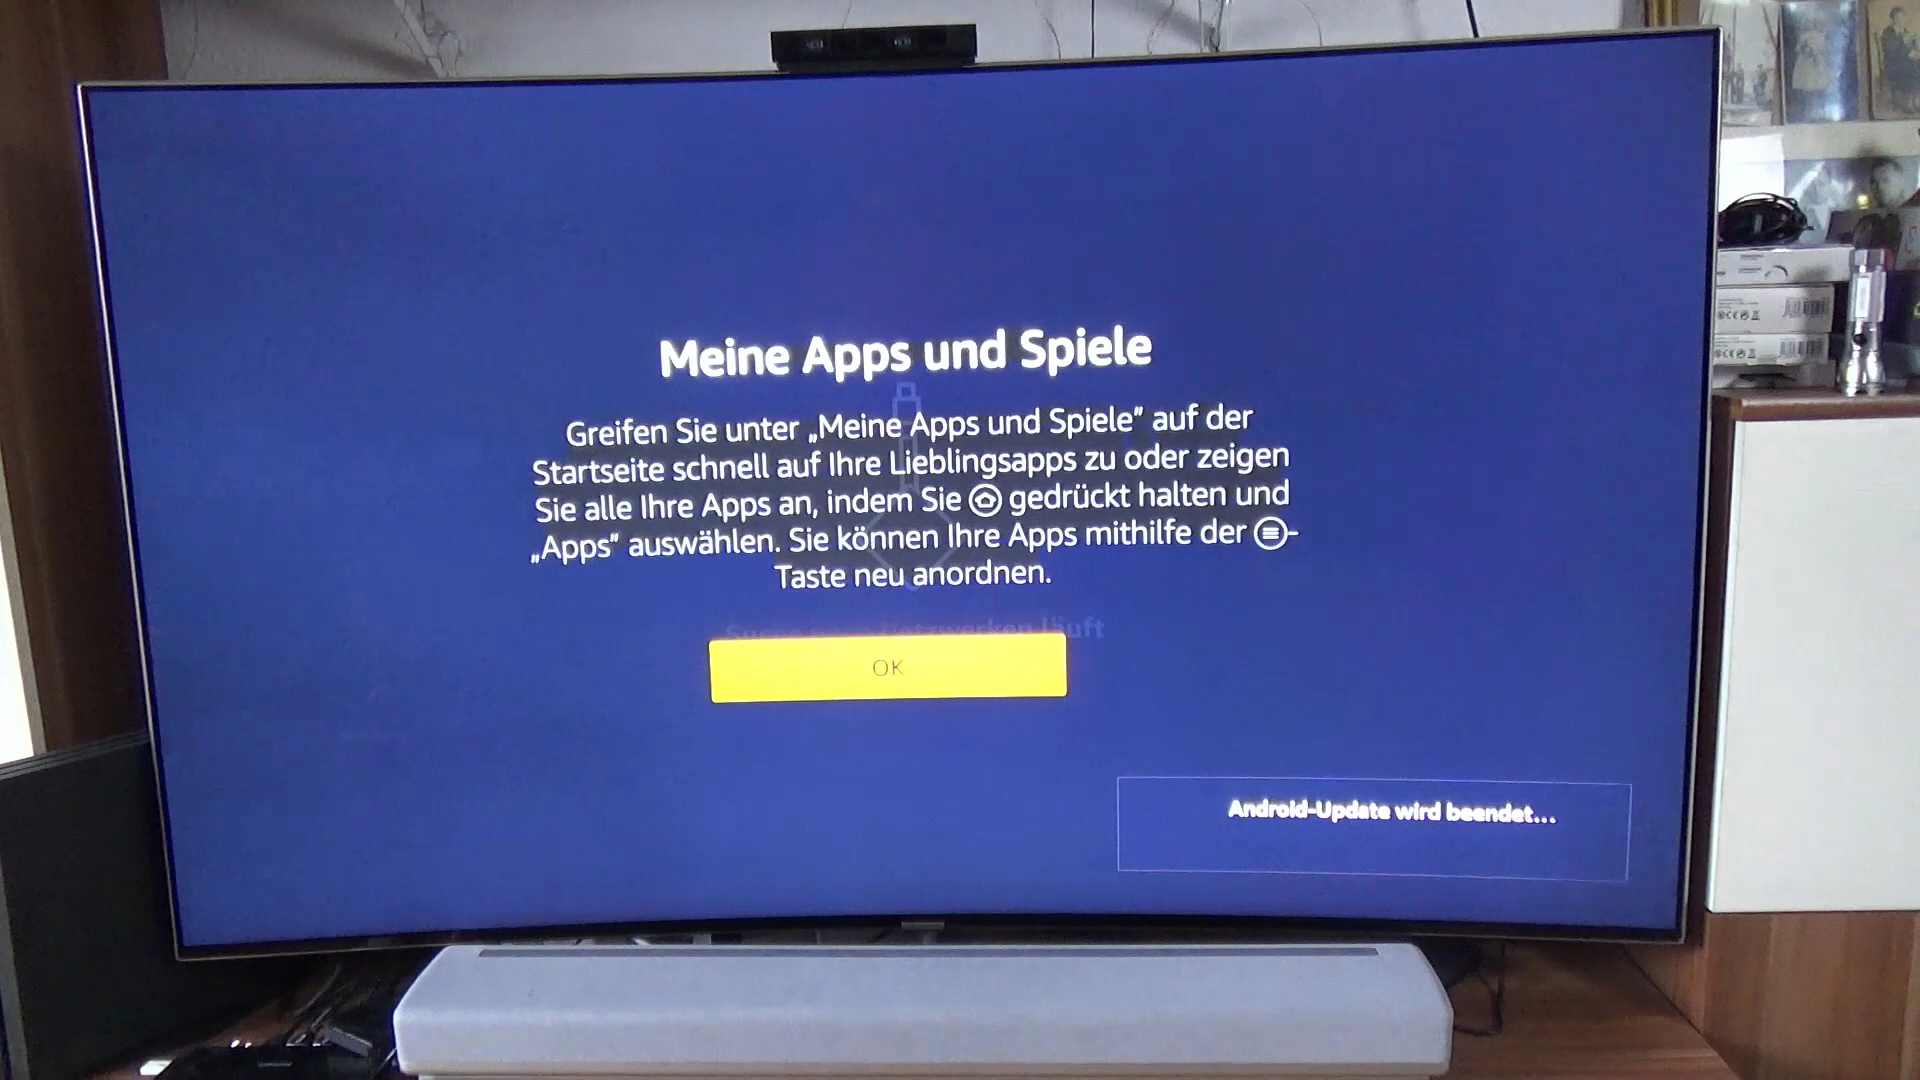 Meine Apps und Spiele
Greifen Sie unter „Meine Apps und Spiele” auf der
Startseite schnell auf Ihre Lieblingsapps zu oder zeigen
Sie alle Ihre Apps an, indem Sie gedrückt halten und
„Apps” auswählen. Sie können Ihre Apps mithilfe der -
Taste neu anordnen.
läuft
OK
Android-Update wird beendet...